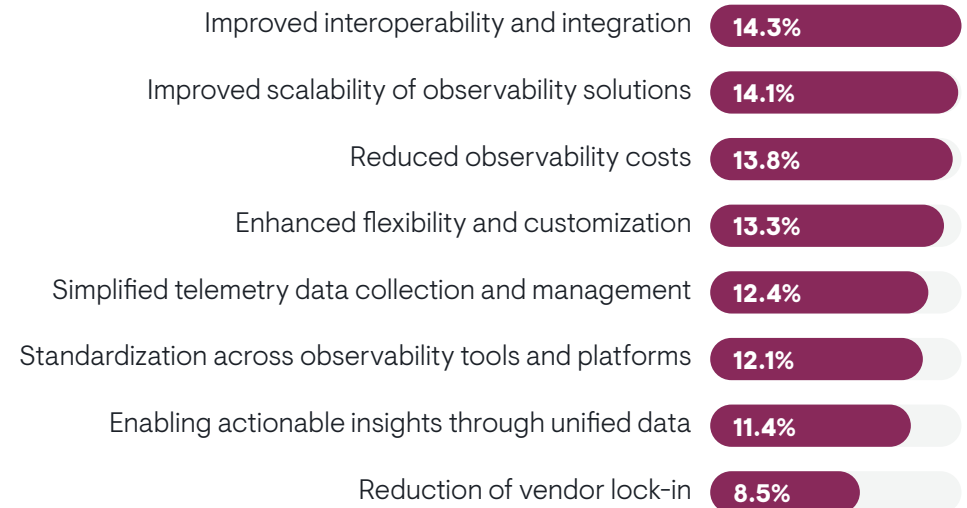 Improved interoperability and integration 14.3%
Improved scalability of observability solutions 14.1%
Reduced observability costs 13.8%
Enhanced flexibility and customization 13.3%
Simplified telemetry data collection and management 12.4%
Standardization across observability tools and platforms 12.1%
Enabling actionable insights through unified data 11.4%
Reduction of vendor lock-in 8.5%